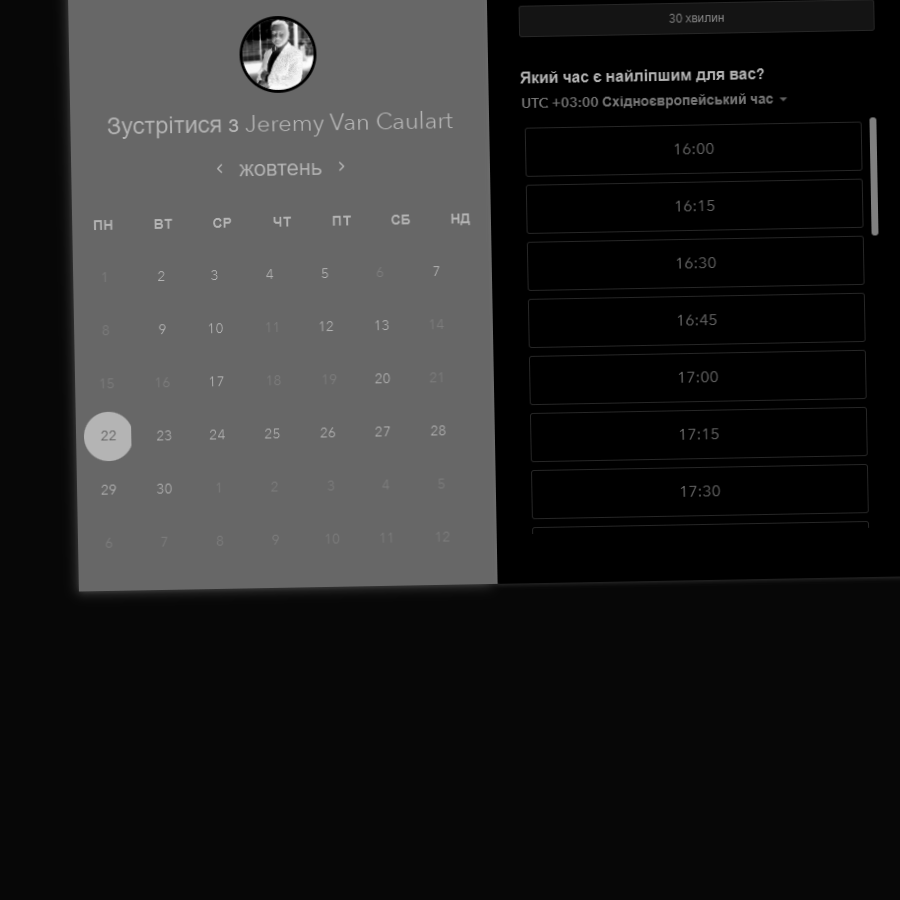 Зустрітися з Jeremy Van Caulart
жовтень
ПН ВТ СР ЧТ ПТ СБ НД
1 2 3 4 5 6 7
8 9 10 11 12 13 14
15 16 17 18 19 20 21
22 23 24 25 26 27 28
29 30 1 2 3 4 5
6 7 8 9 10 11 12
30 хвилин
Який час є найліпшим для вас?
UTC +03:00 Східноєвропейський час
16:00
16:15
16:30
16:45
17:00
17:15
17:30